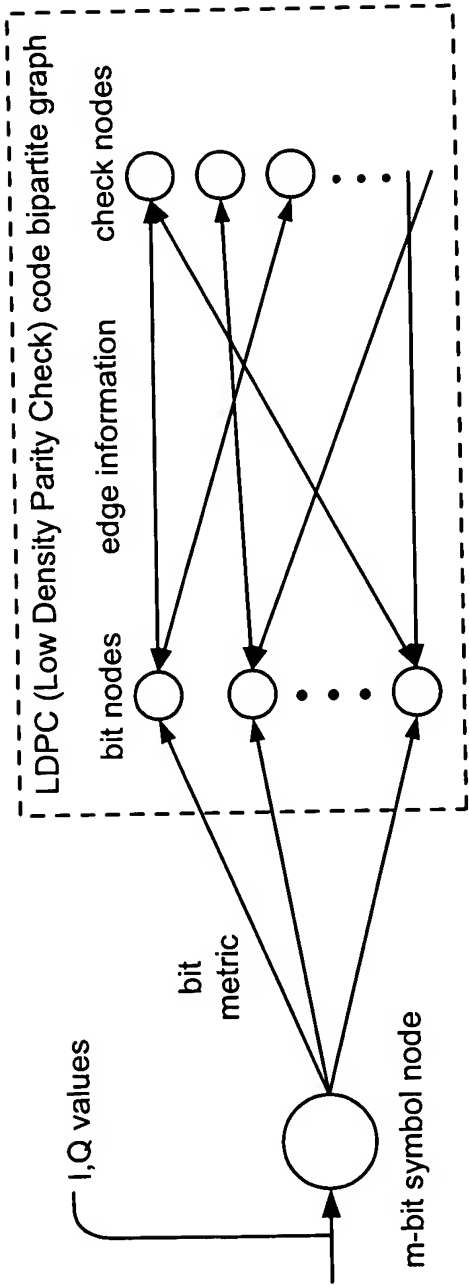 LDPC (Low Density Parity Check) code bipartite graph
bit nodes
edge information
check nodes
I,Q values
bit
metric
m-bit symbol node